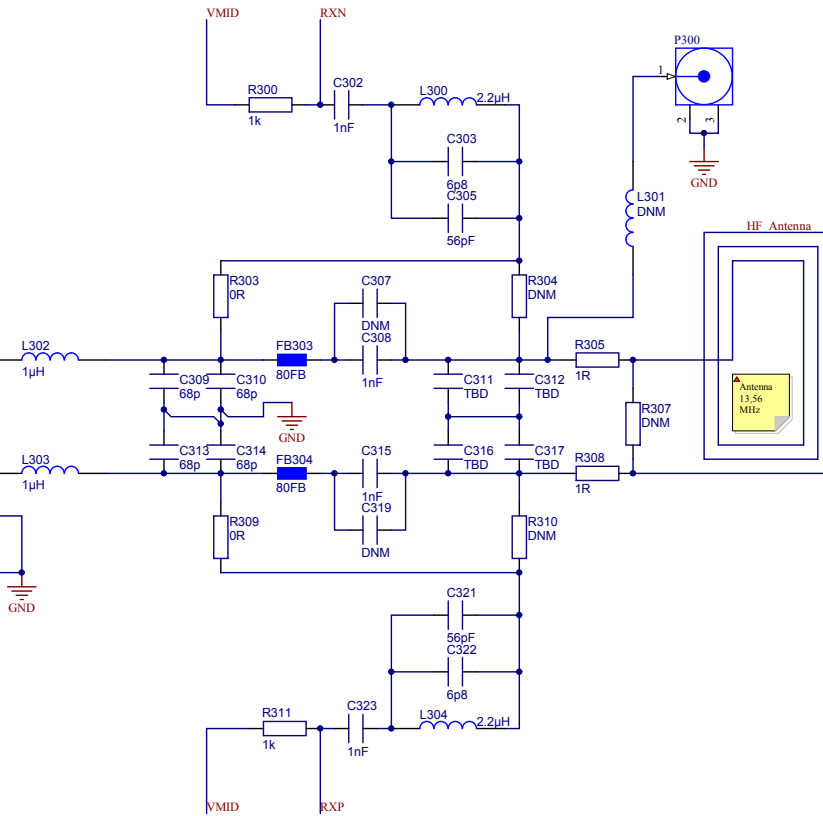 VMID
RXN
P300
C302
R300
L300
2.2µH
1
1k
1nF
2
3
C303
6p8
GND
C305
L301
DNM
56pF
HF Antenna
R303
0R
C307
R304
DNM
DNM
L302
FB303
C308
R305
1µH
80FB
1nF
1R
C309
68p
C310
68p
C311
TBD
C312
TBD
Antenna
13,56
MHz
R307
DNM
GND
C313
68p
C314
68p
C315
C316
TBD
C317
TBD
L303
FB304
R308
1µH
80FB
1nF
1R
C319
R309
0R
R310
DNM
DNM
GND
C321
56pF
C322
6p8
C323
R311
L304
2.2µH
1k
1nF
VMID
RXP